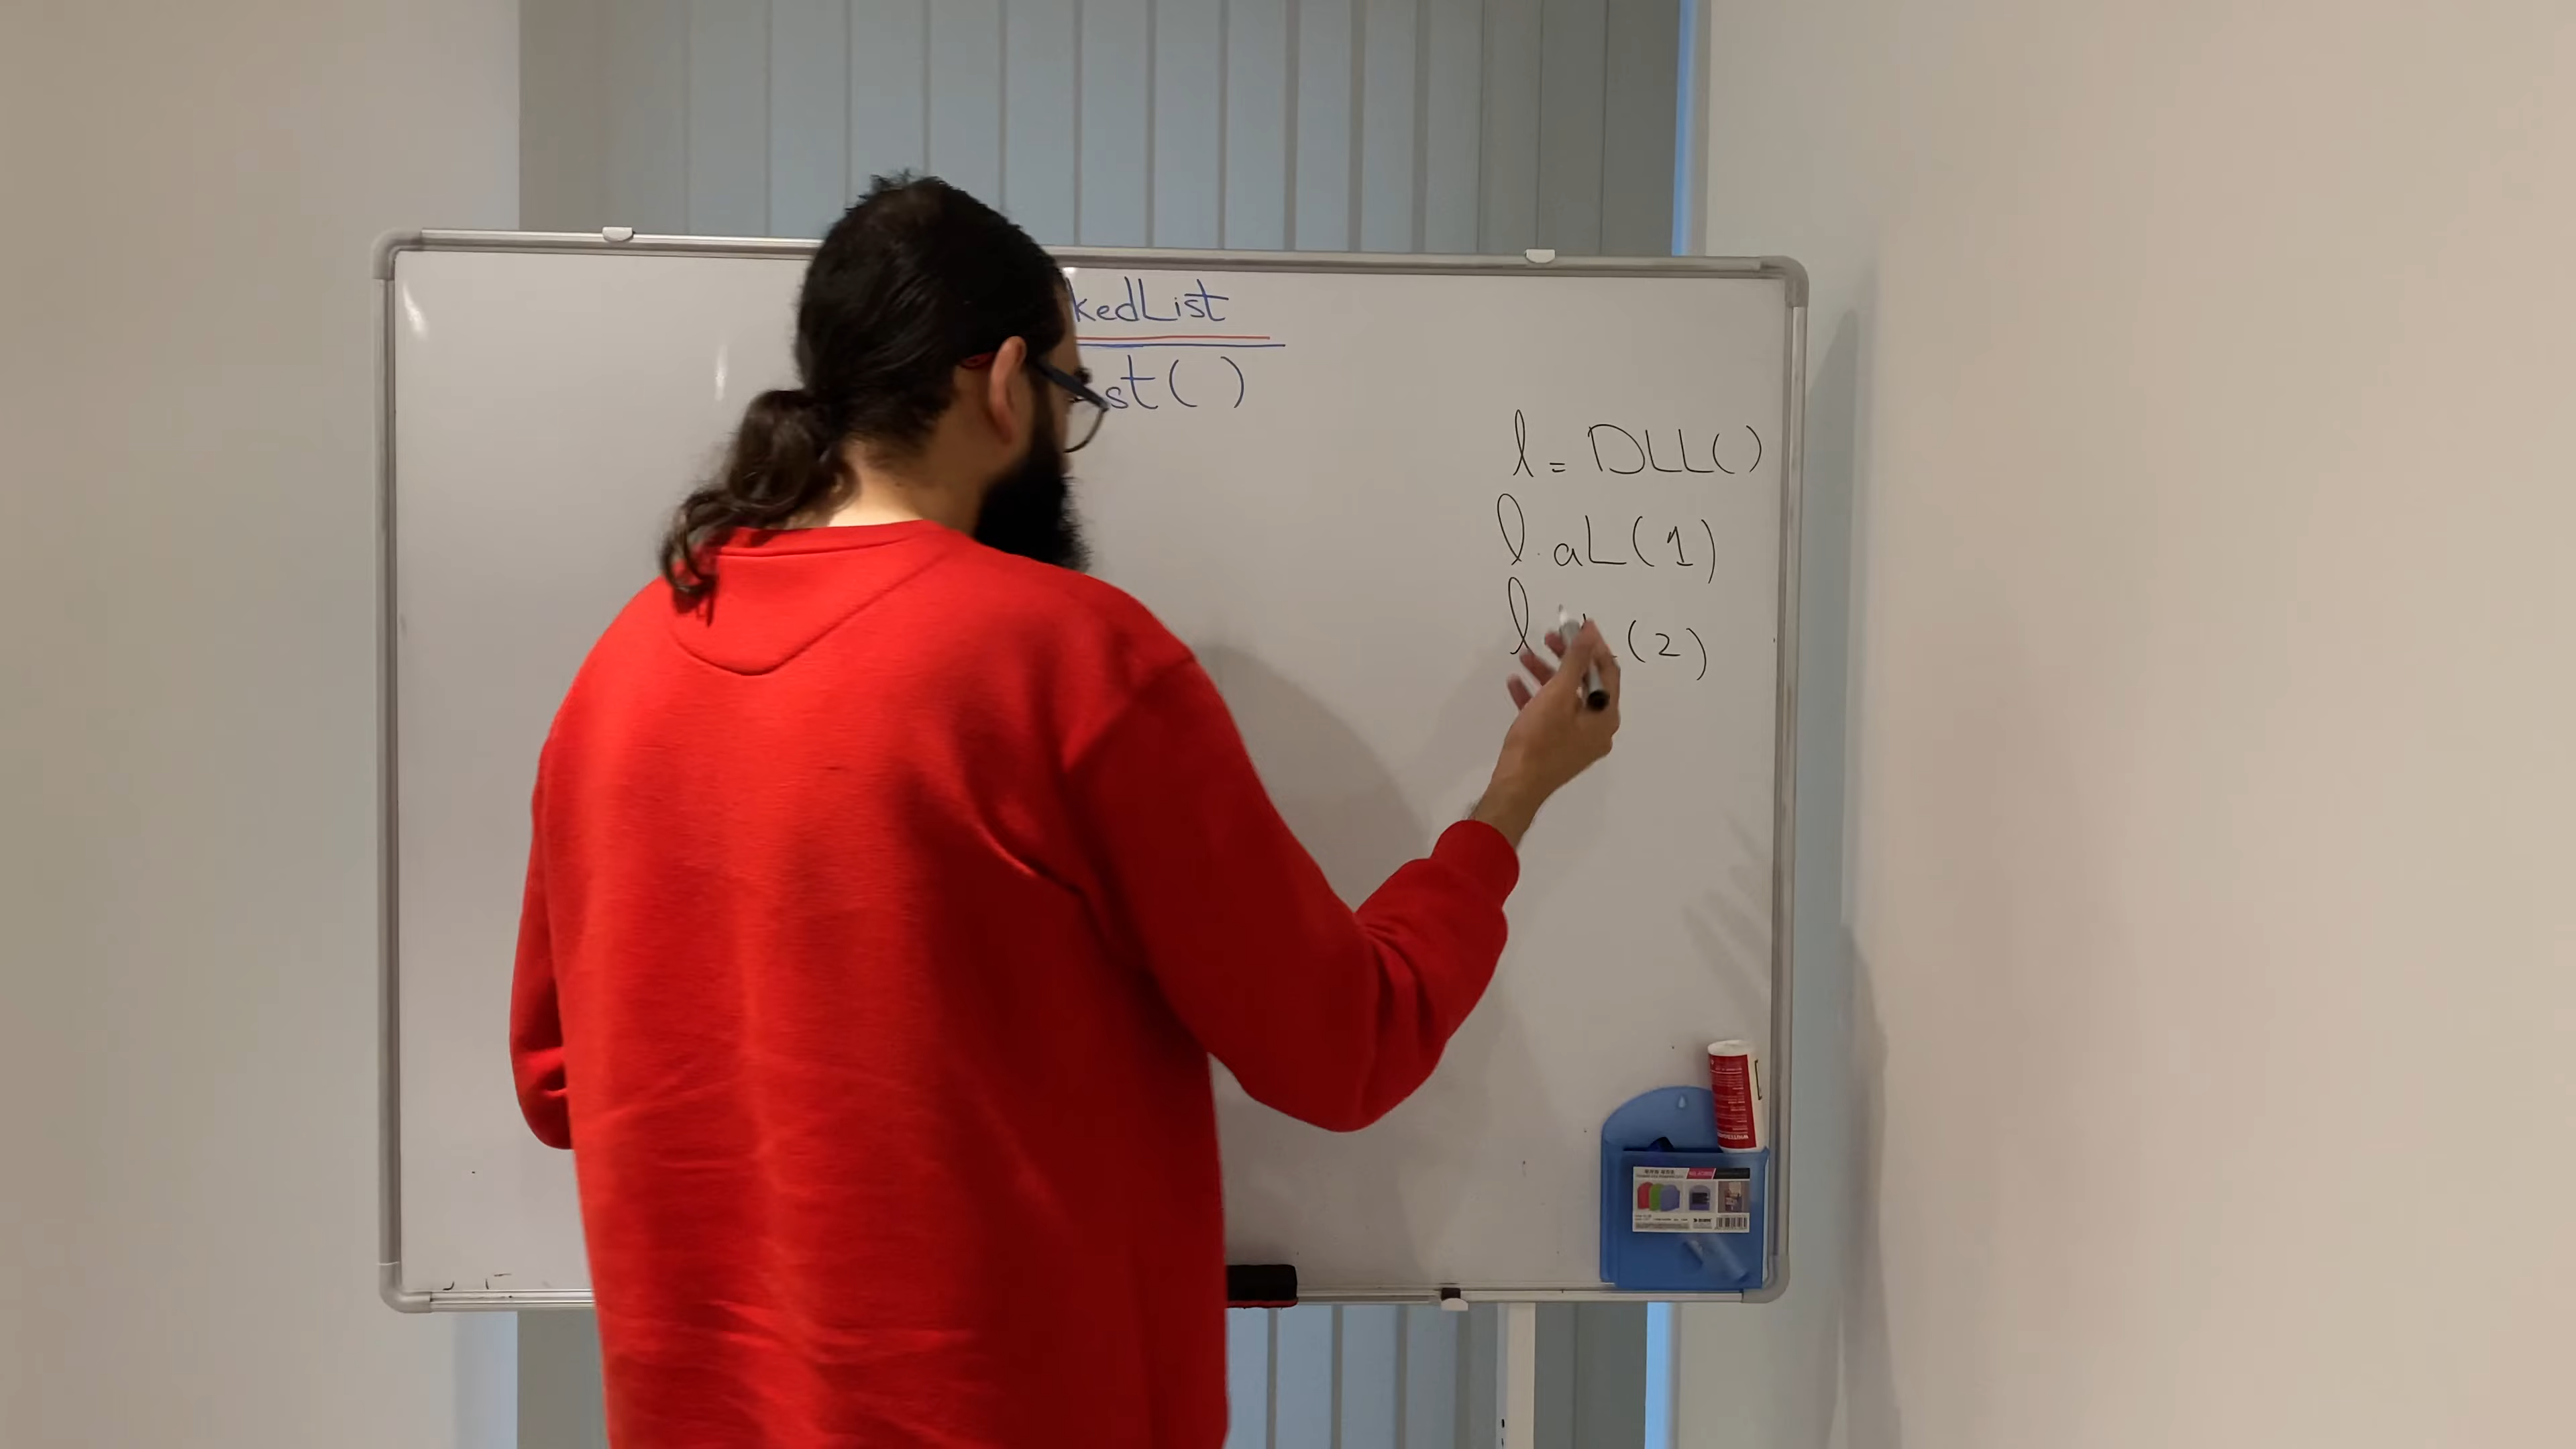 kedList
st( )
l = DLL()
l.aL(1)
l (2)